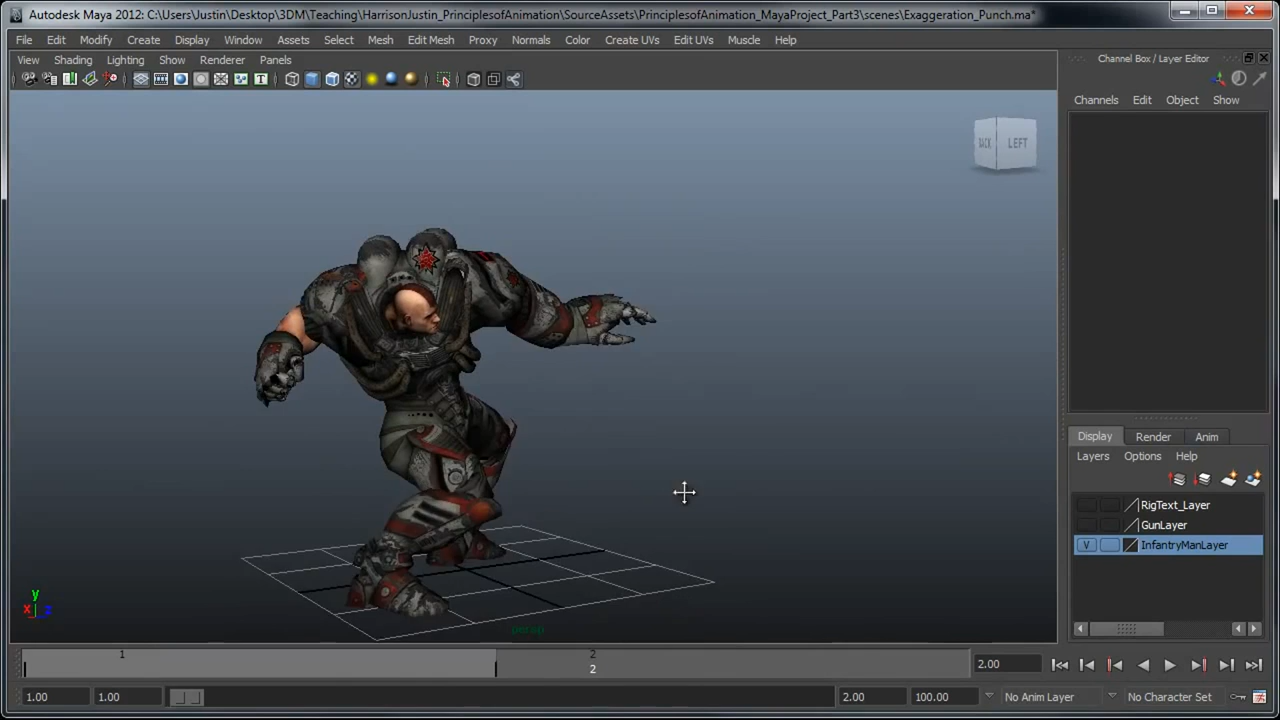 Autodesk Maya 2012: C:\Users\Justin\Desktop\3DM\Teaching\HarrisonJustin_PrinciplesofAnimation\SourceAssets\PrinciplesofAnimation_MayaProject_Part3\scenes\Exaggeration_Punch.ma*
File Edit Modify Create Display Window Assets Select Mesh Edit Mesh Proxy Normals Color Create UVs Edit UVs Muscle Help
View Shading Lighting Show Renderer Panels
Channel Box / Layer Editor
Channels Edit Object Show
BACK LEFT
Display Render Anim
Layers Options Help
RigText_Layer
GunLayer
V InfantryManLayer
y
x z
persp
1 2
2
2.00
1.00 1.00 2.00 100.00 No Anim Layer No Character Set